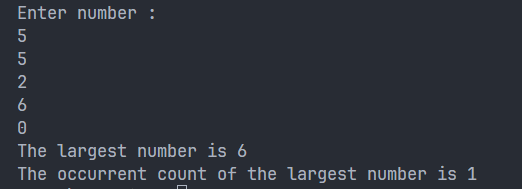 Enter number :
5
5
2
6
0
The largest number is 6
The occurrent count of the largest number is 1